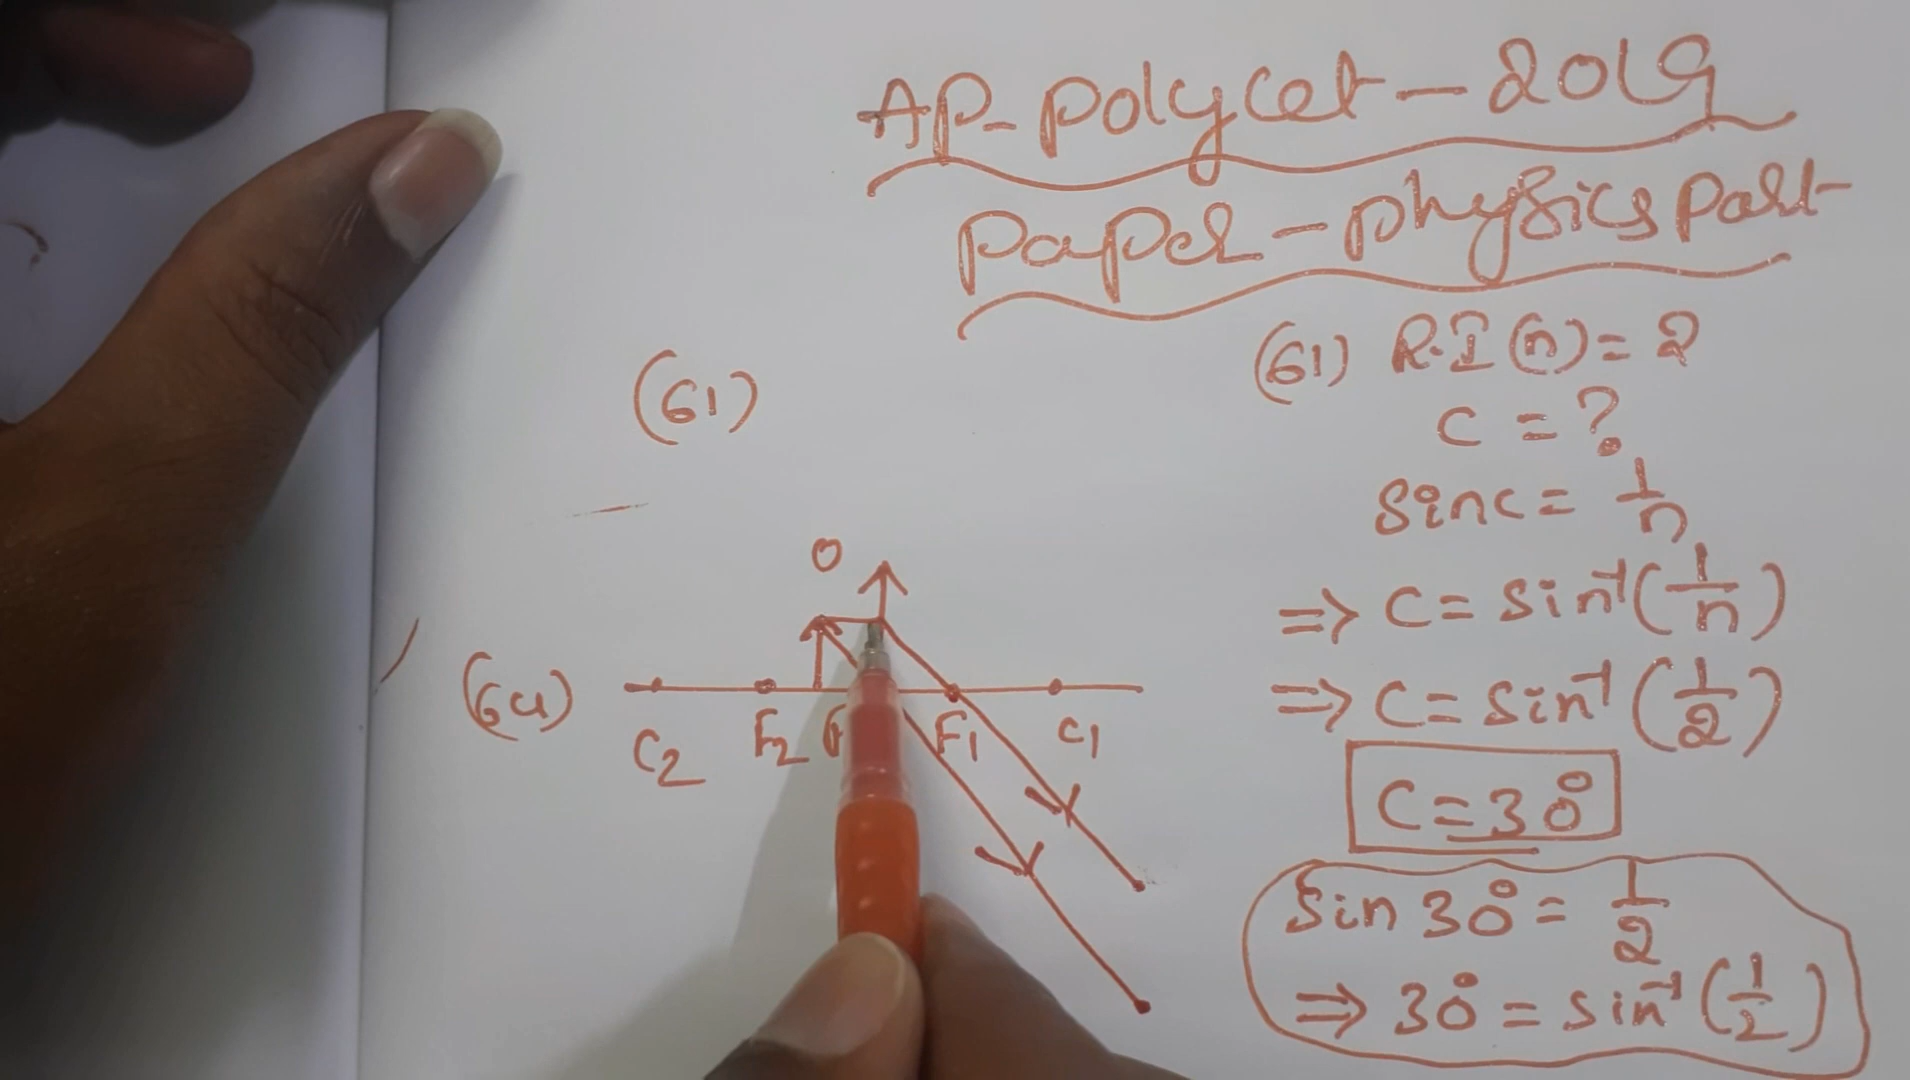 AP-polycet-2019
paper-physics part-
(61)
(61) R.I (n) = 2
C = ?
sinc = 1/n
=> C = sin⁻¹(1/n)
=> C = sin⁻¹(1/2)
C = 30°
sin 30° = 1/2
=> 30° = sin⁻¹(1/2)
O
(64)
C2 F2 F1 C1